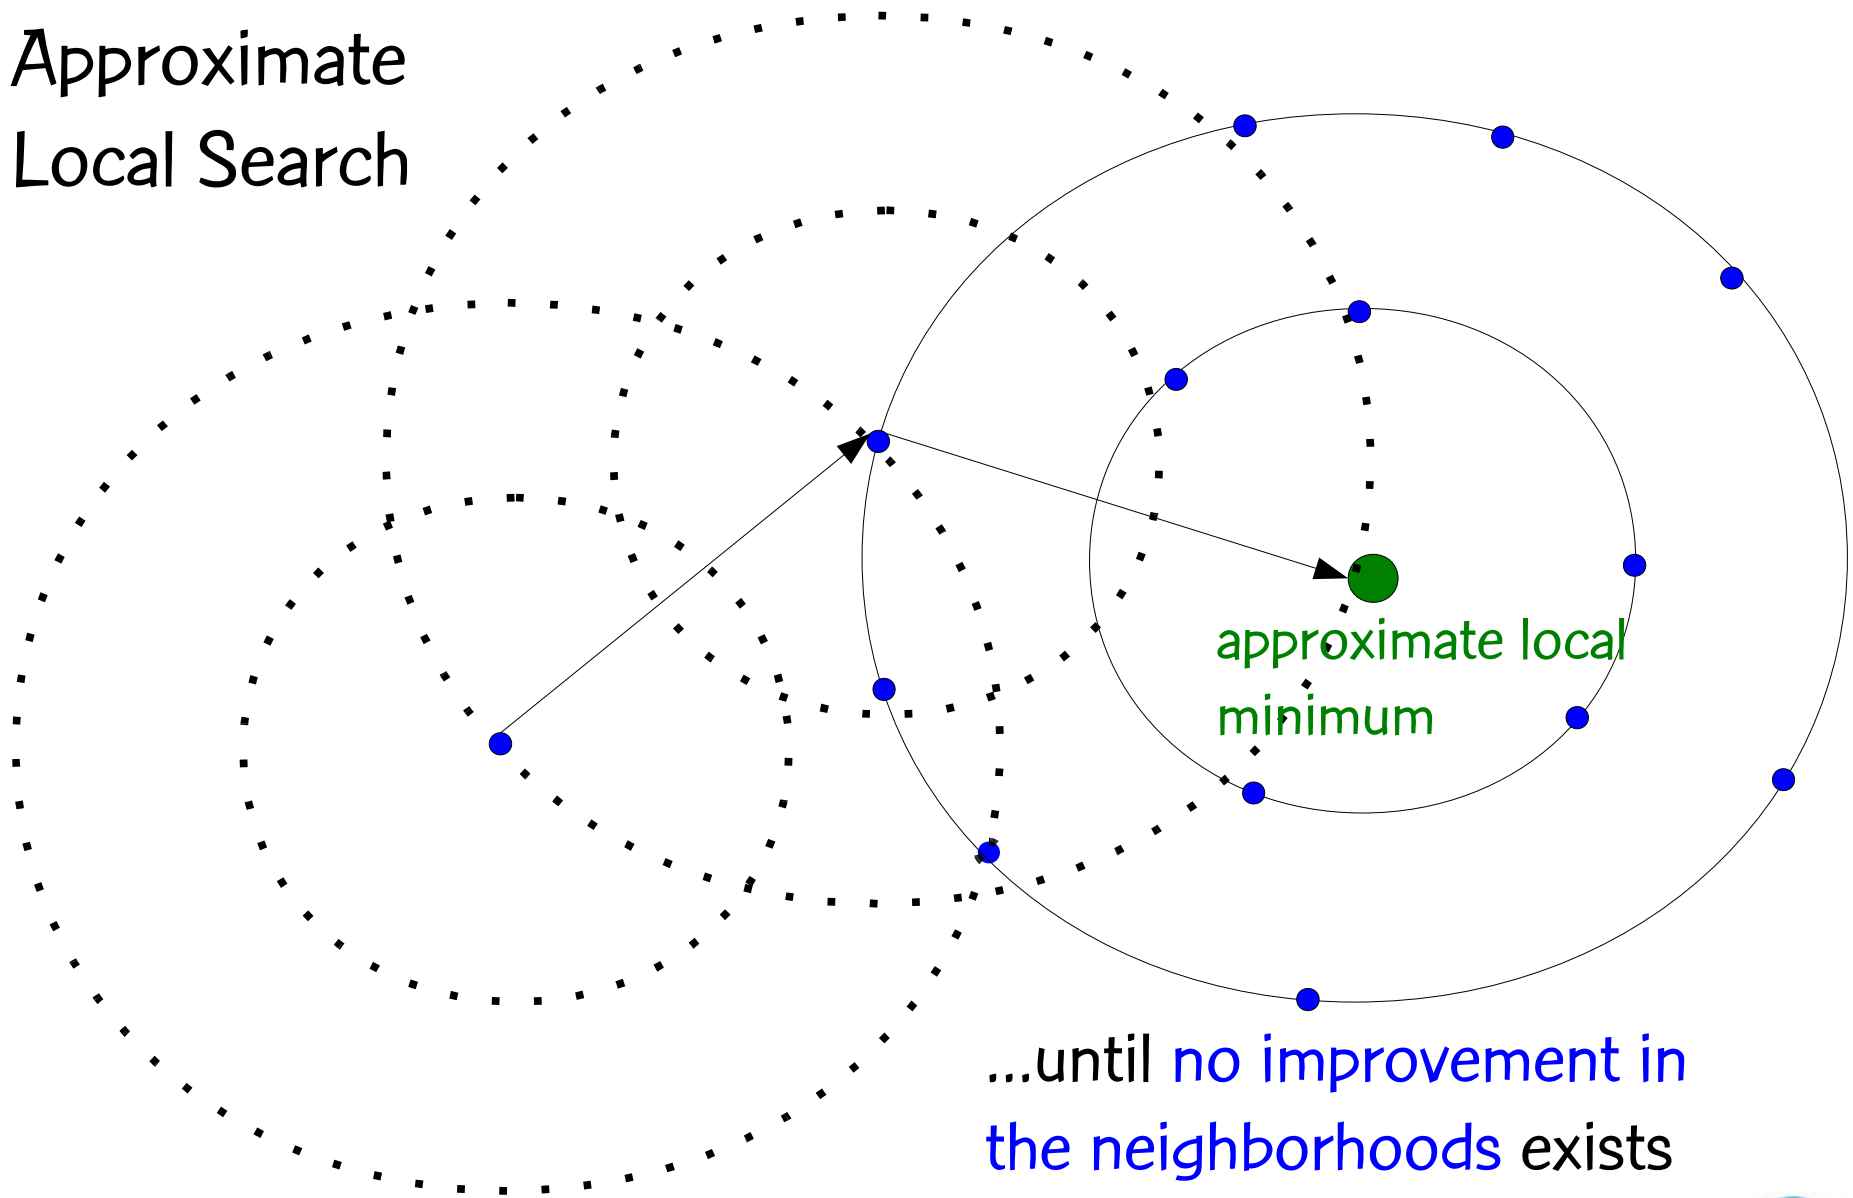 Approximate
Local Search
approximate local
minimum
...until no improvement in
the neighborhoods exists